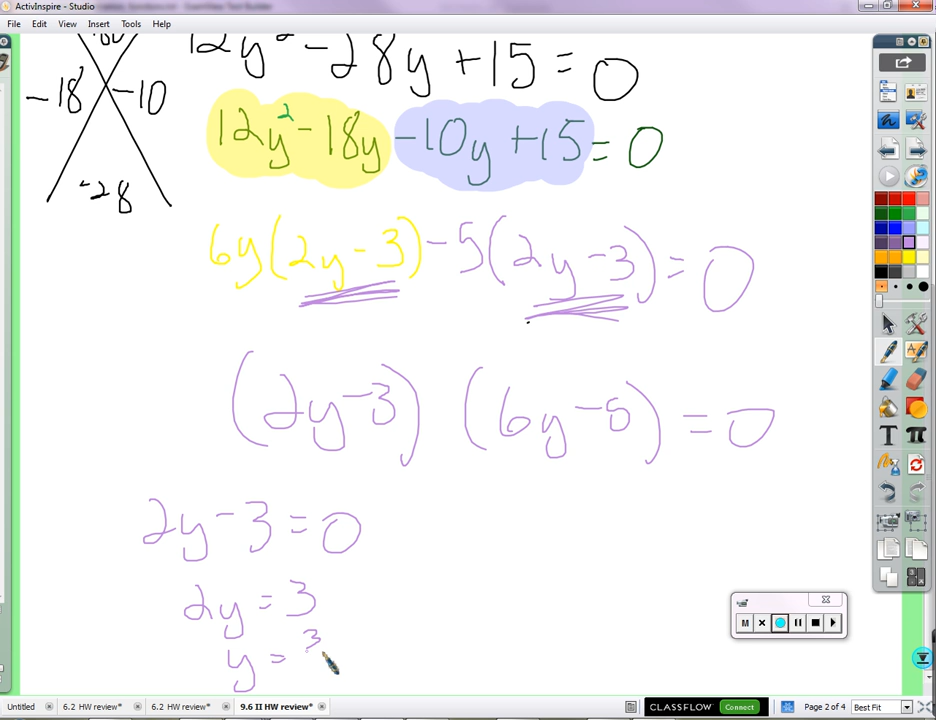 ActivInspire - Studio
File Edit View Insert Tools Help
12y² - 28y + 15 = 0
-18 -10
-28
12y² - 18y - 10y + 15 = 0
6y(2y - 3) - 5(2y - 3) = 0
(2y - 3) (6y - 5) = 0
2y - 3 = 0
2y = 3
y = 3
M
Untitled 6.2 HW review* 6.2 HW review* 9.6 II HW review* CLASSFLOW Connect Page 2 of 4 Best Fit